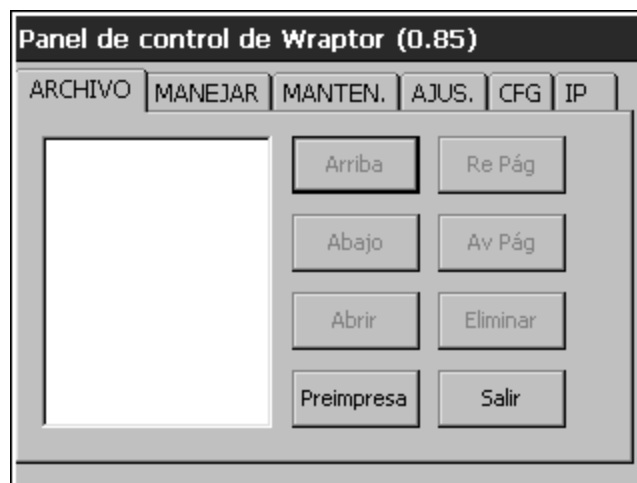 Panel de control de Wraptor (0.85)
ARCHIVO MANEJAR MANTEN. AJUS. CFG IP
Arriba Re Pág
Abajo Av Pág
Abrir Eliminar
Preimpresa Salir